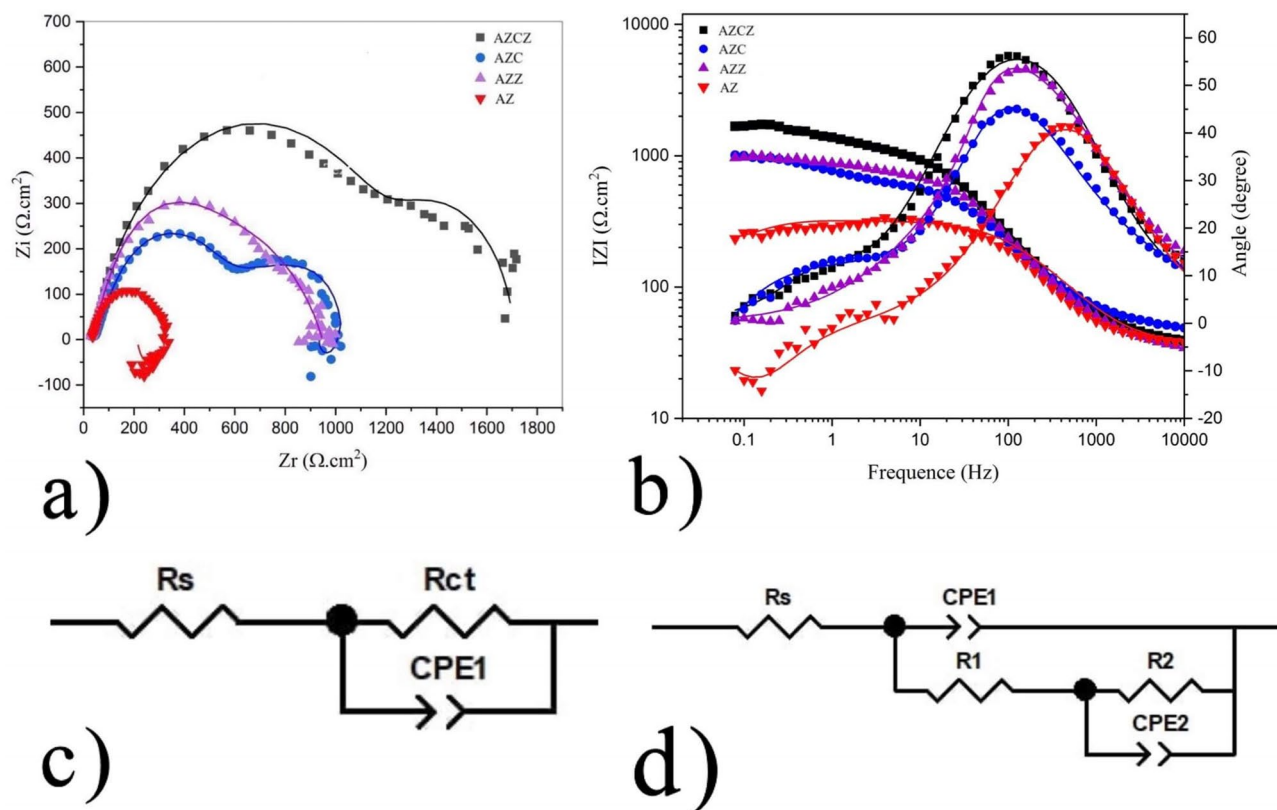 700
600
500
400
300
200
100
0
-100
Zi (Ω.cm²)
AZCZ
AZC
AZZ
AZ
0 200 400 600 800 1000 1200 1400 1600 1800
Zr (Ω.cm²)
a)
10000
1000
100
10
IZI (Ω.cm²)
AZCZ
AZC
AZZ
AZ
60
50
40
30
20
10
0
-10
-20
Angle (degree)
0.1 1 10 100 1000 10000
Frequence (Hz)
b)
Rs
Rct
CPE1
c)
Rs
CPE1
R1
R2
CPE2
d)